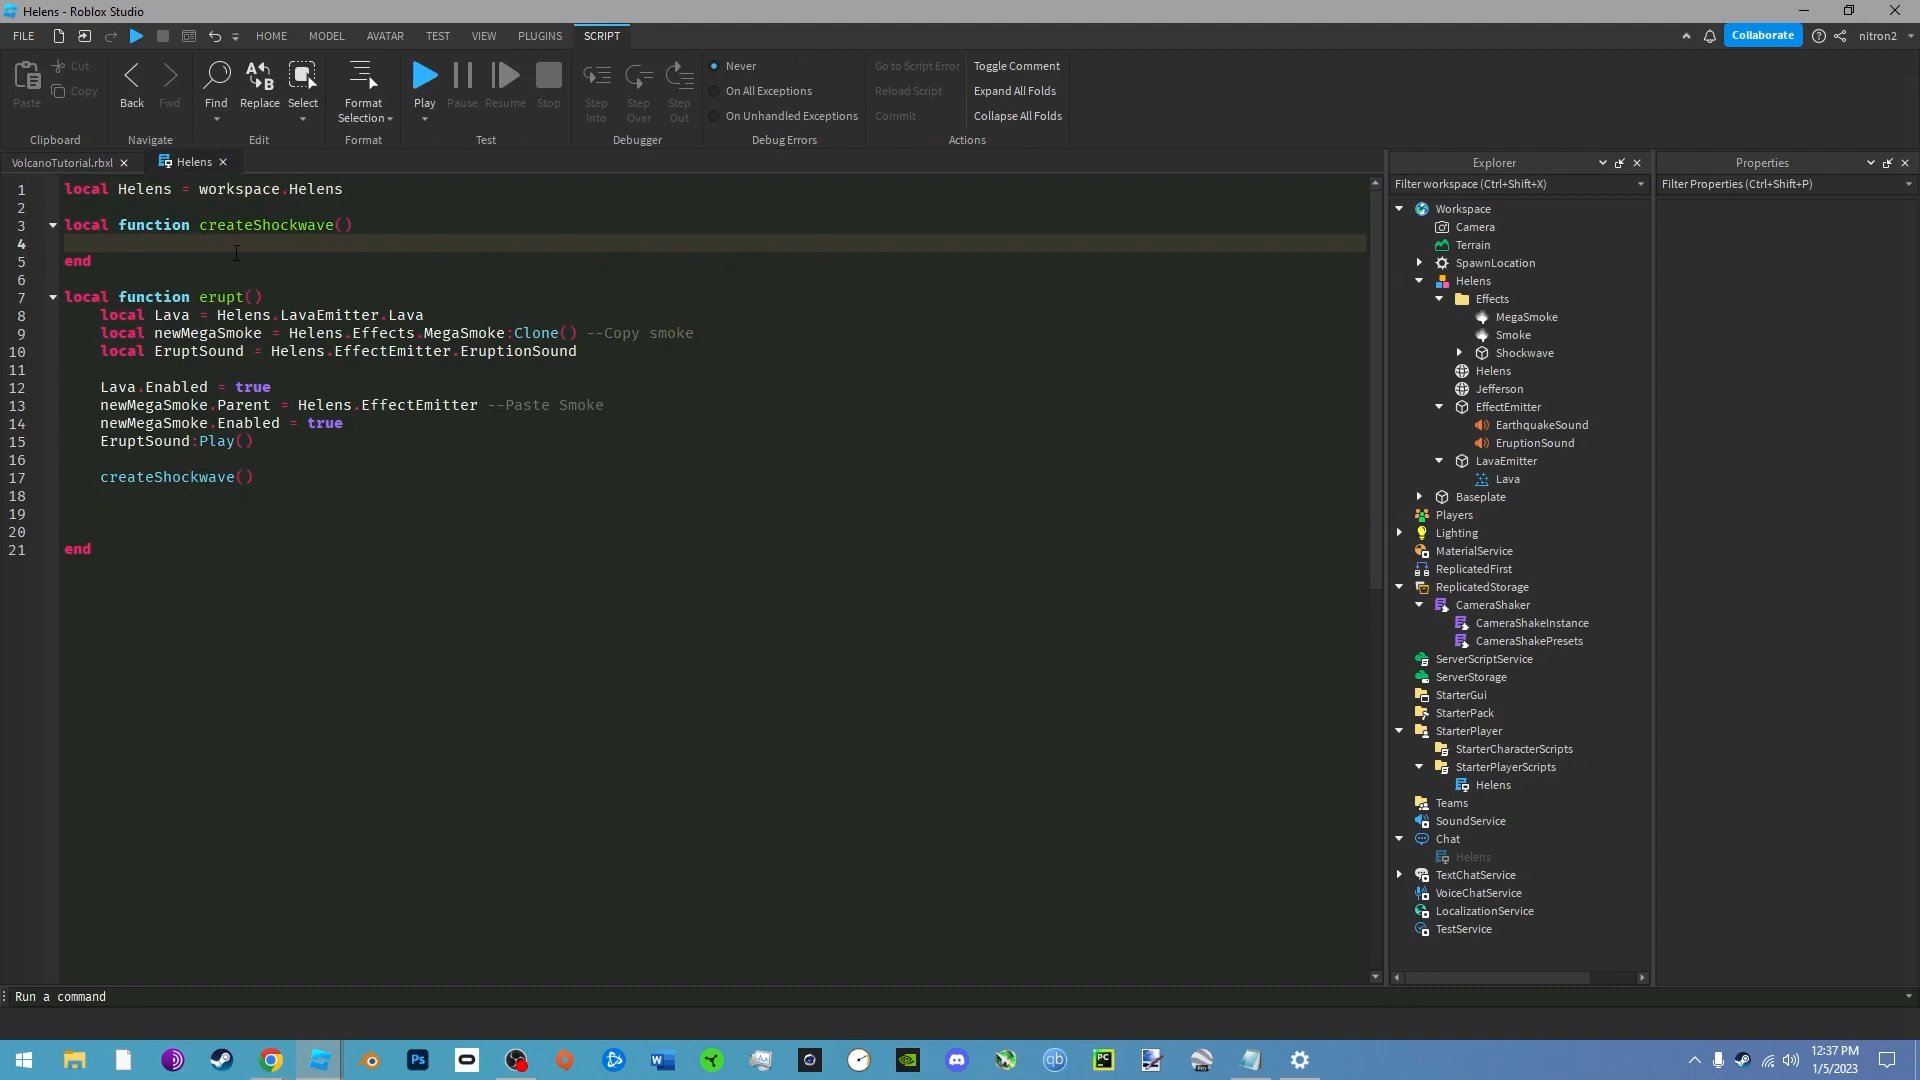 Helens - Roblox Studio
FILE
HOME
MODEL
AVATAR
TEST
VIEW
PLUGINS
SCRIPT
Collaborate
nitron2
Paste
Cut
Copy
Clipboard
Back
Fwd
Navigate
Find
Replace
Select
Edit
Format
Selection
Format
Play
Pause
Resume
Stop
Test
Step
Into
Step
Over
Step
Out
Debugger
Never
On All Exceptions
On Unhandled Exceptions
Debug Errors
Go to Script Error
Reload Script
Commit
Toggle Comment
Expand All Folds
Collapse All Folds
Actions
VolcanoTutorial.rbxl
Helens
1 local Helens = workspace.Helens
2
3 local function createShockwave()
4
5 end
6
7 local function erupt()
8 local Lava = Helens.LavaEmitter.Lava
9 local newMegaSmoke = Helens.Effects.MegaSmoke:Clone() --Copy smoke
10 local EruptSound = Helens.EffectEmitter.EruptionSound
11
12 Lava.Enabled = true
13 newMegaSmoke.Parent = Helens.EffectEmitter --Paste Smoke
14 newMegaSmoke.Enabled = true
15 EruptSound:Play()
16
17 createShockwave()
18
19
20
21 end
Explorer
Filter workspace (Ctrl+Shift+X)
Workspace
Camera
Terrain
SpawnLocation
Helens
Effects
MegaSmoke
Smoke
Shockwave
Helens
Jefferson
EffectEmitter
EarthquakeSound
EruptionSound
LavaEmitter
Lava
Baseplate
Players
Lighting
MaterialService
ReplicatedFirst
ReplicatedStorage
CameraShaker
CameraShakeInstance
CameraShakePresets
ServerScriptService
ServerStorage
StarterGui
StarterPack
StarterPlayer
StarterCharacterScripts
StarterPlayerScripts
Helens
Teams
SoundService
Chat
Helens
TextChatService
VoiceChatService
LocalizationService
TestService
Properties
Filter Properties (Ctrl+Shift+P)
Run a command
Ps
qb
PC
Pro
12:37 PM
1/5/2023